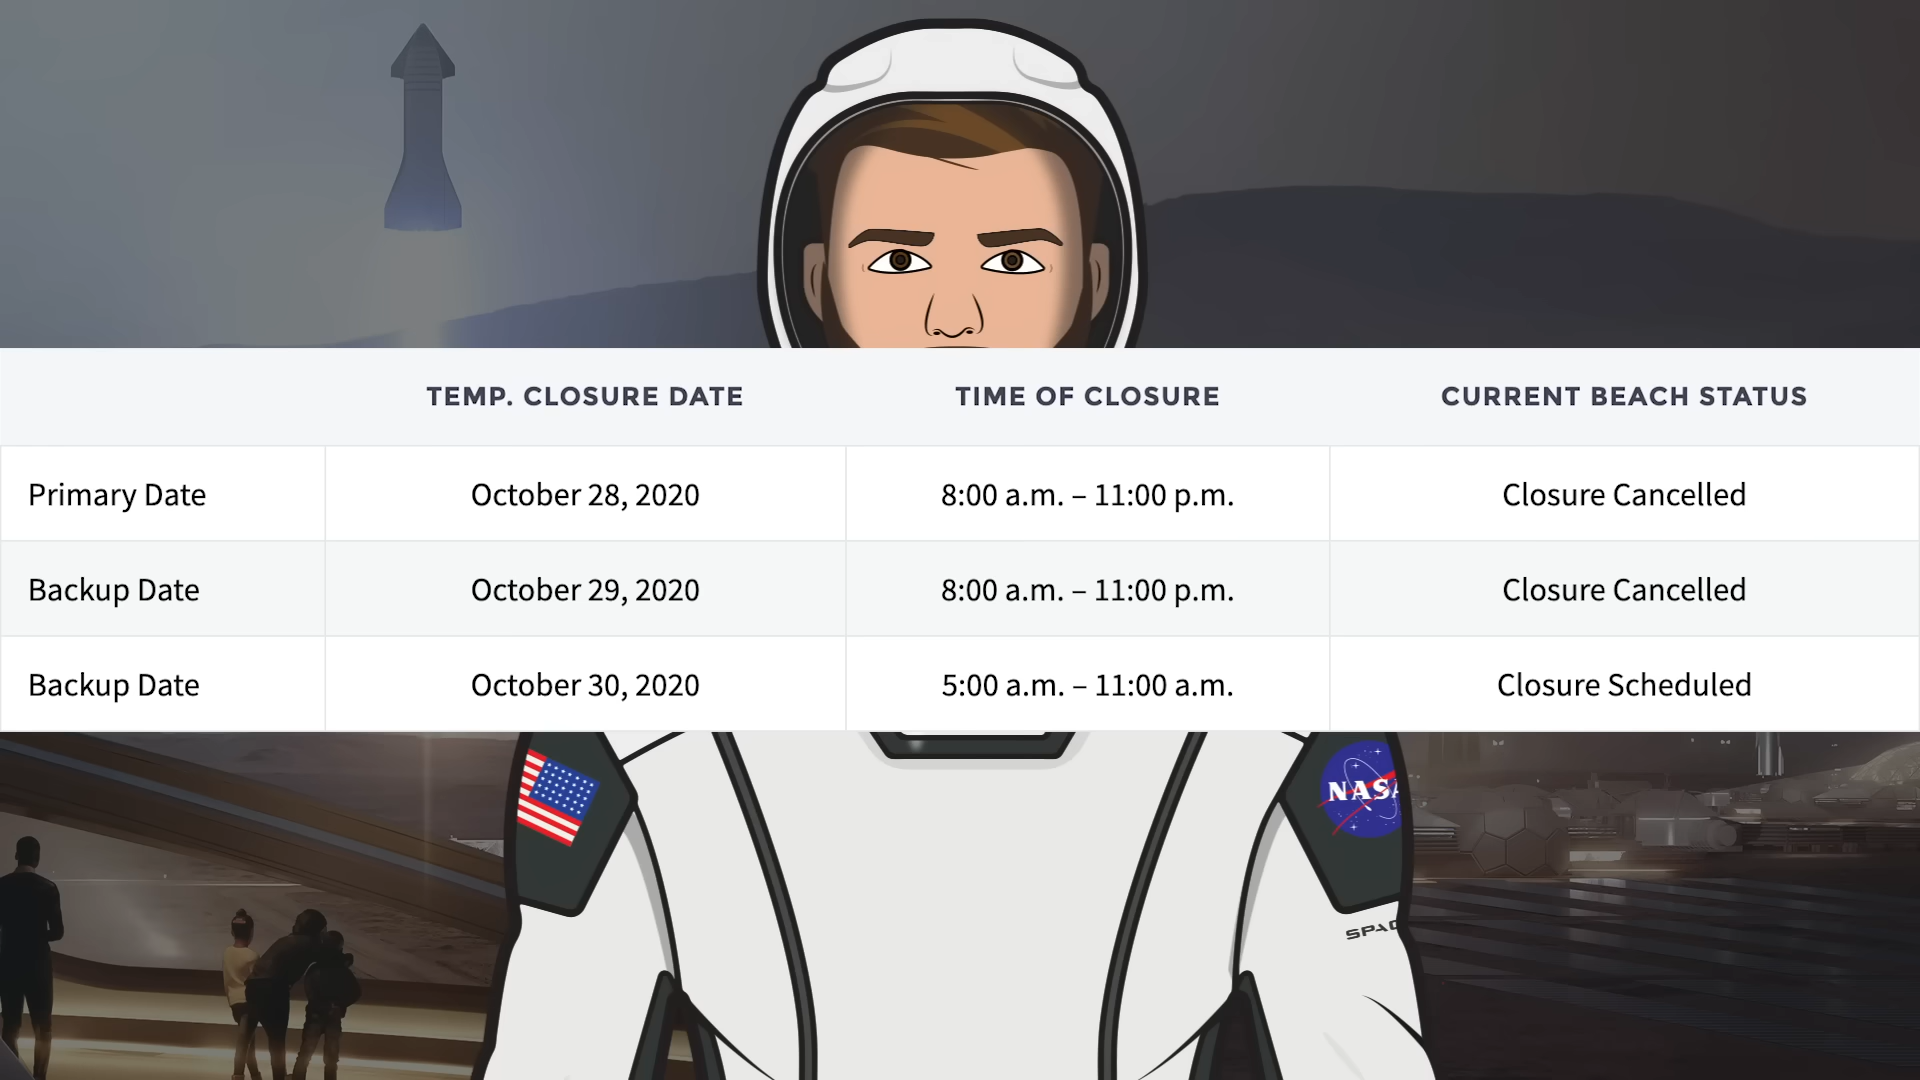 TEMP. CLOSURE DATE TIME OF CLOSURE CURRENT BEACH STATUS
Primary Date October 28, 2020 8:00 a.m. – 11:00 p.m. Closure Cancelled
Backup Date October 29, 2020 8:00 a.m. – 11:00 p.m. Closure Cancelled
Backup Date October 30, 2020 5:00 a.m. – 11:00 a.m. Closure Scheduled
NASA
SPAC